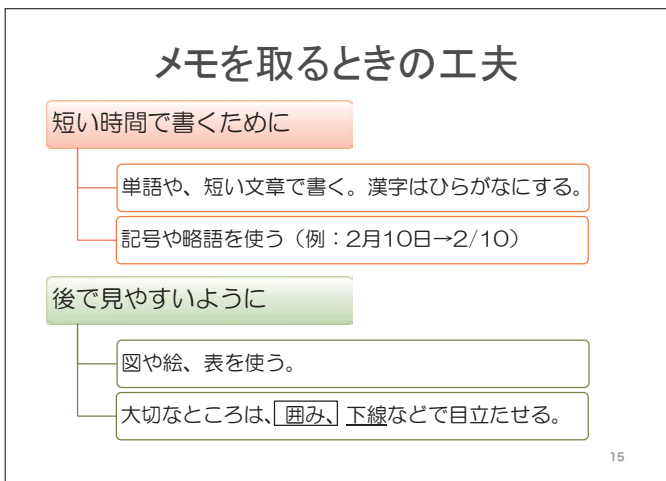 メモを取るときの工夫
短い時間で書くために
単語や、短い文章で書く。漢字はひらがなにする。
記号や略語を使う（例：2月10日→2/10）
後で見やすいように
図や絵、表を使う。
大切なところは、囲み、下線などで目立たせる。
15